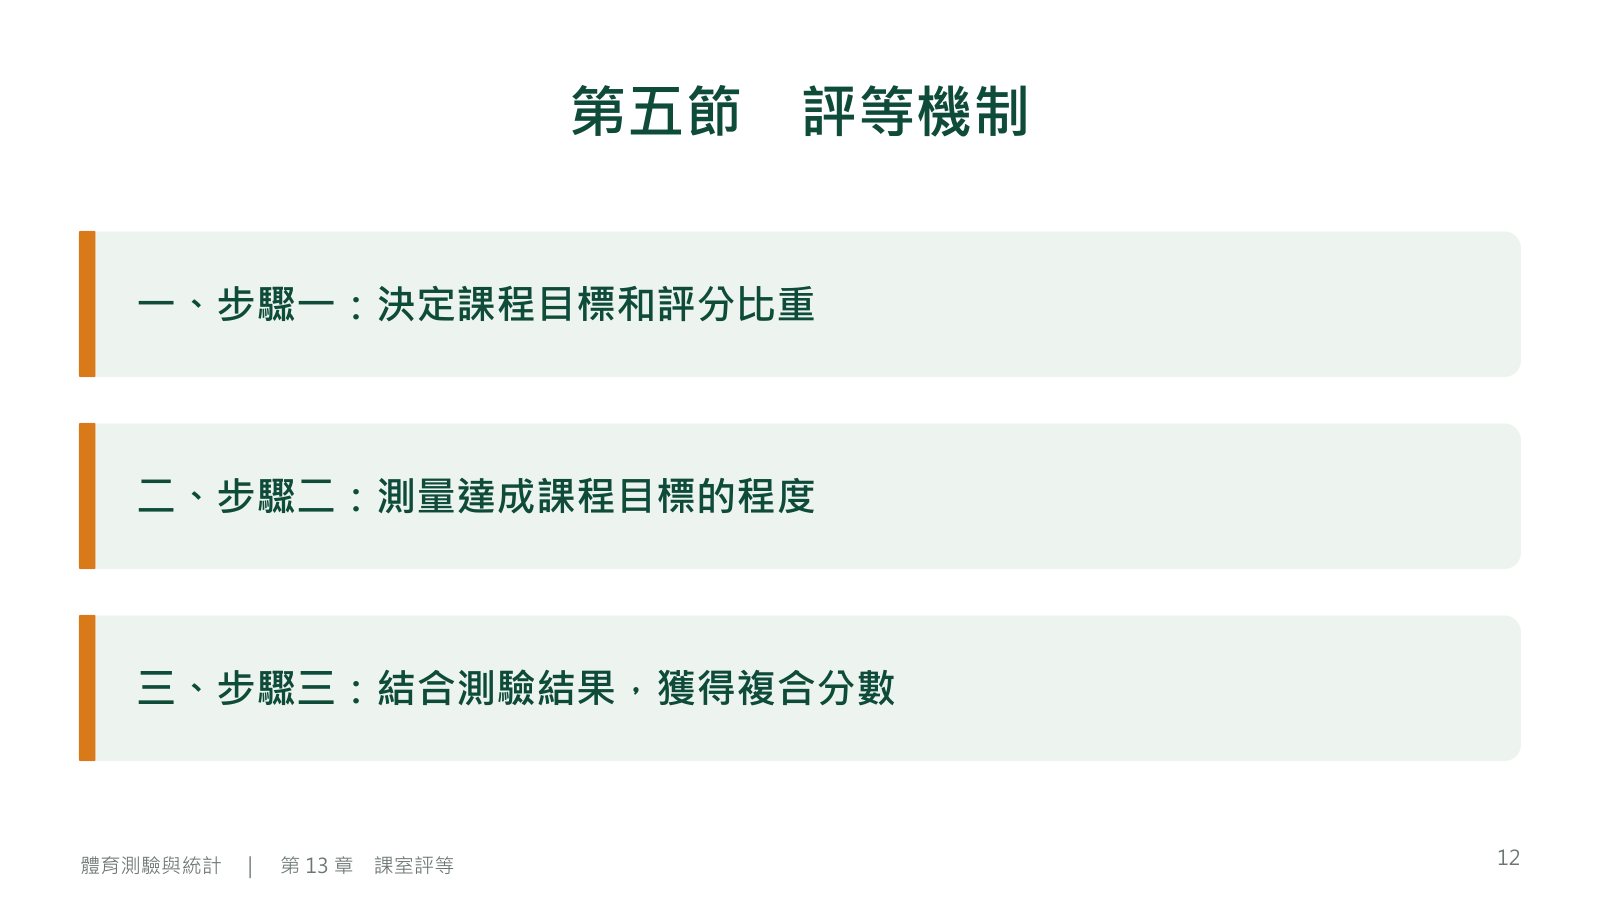 第五節　評等機制
一、步驟一：決定課程目標和評分比重
二、步驟二：測量達成課程目標的程度
三、步驟三：結合測驗結果，獲得複合分數
體育測驗與統計　｜　第 13 章　課室評等
12